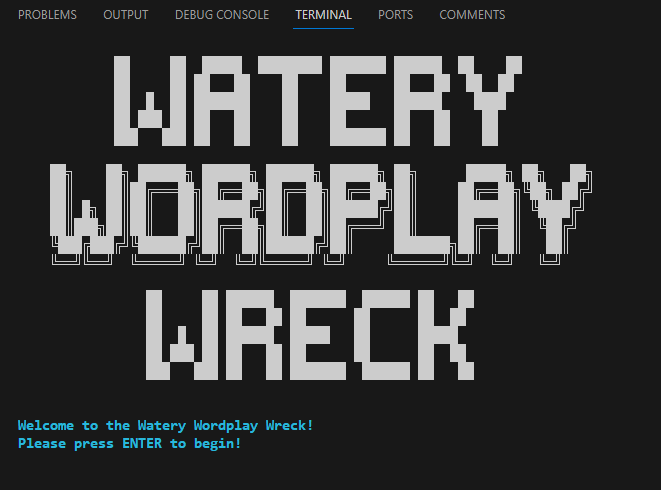 PROBLEMS OUTPUT DEBUG CONSOLE TERMINAL PORTS COMMENTS
WATERY
WORDPLAY
WRECK
Welcome to the Watery Wordplay Wreck!
Please press ENTER to begin!